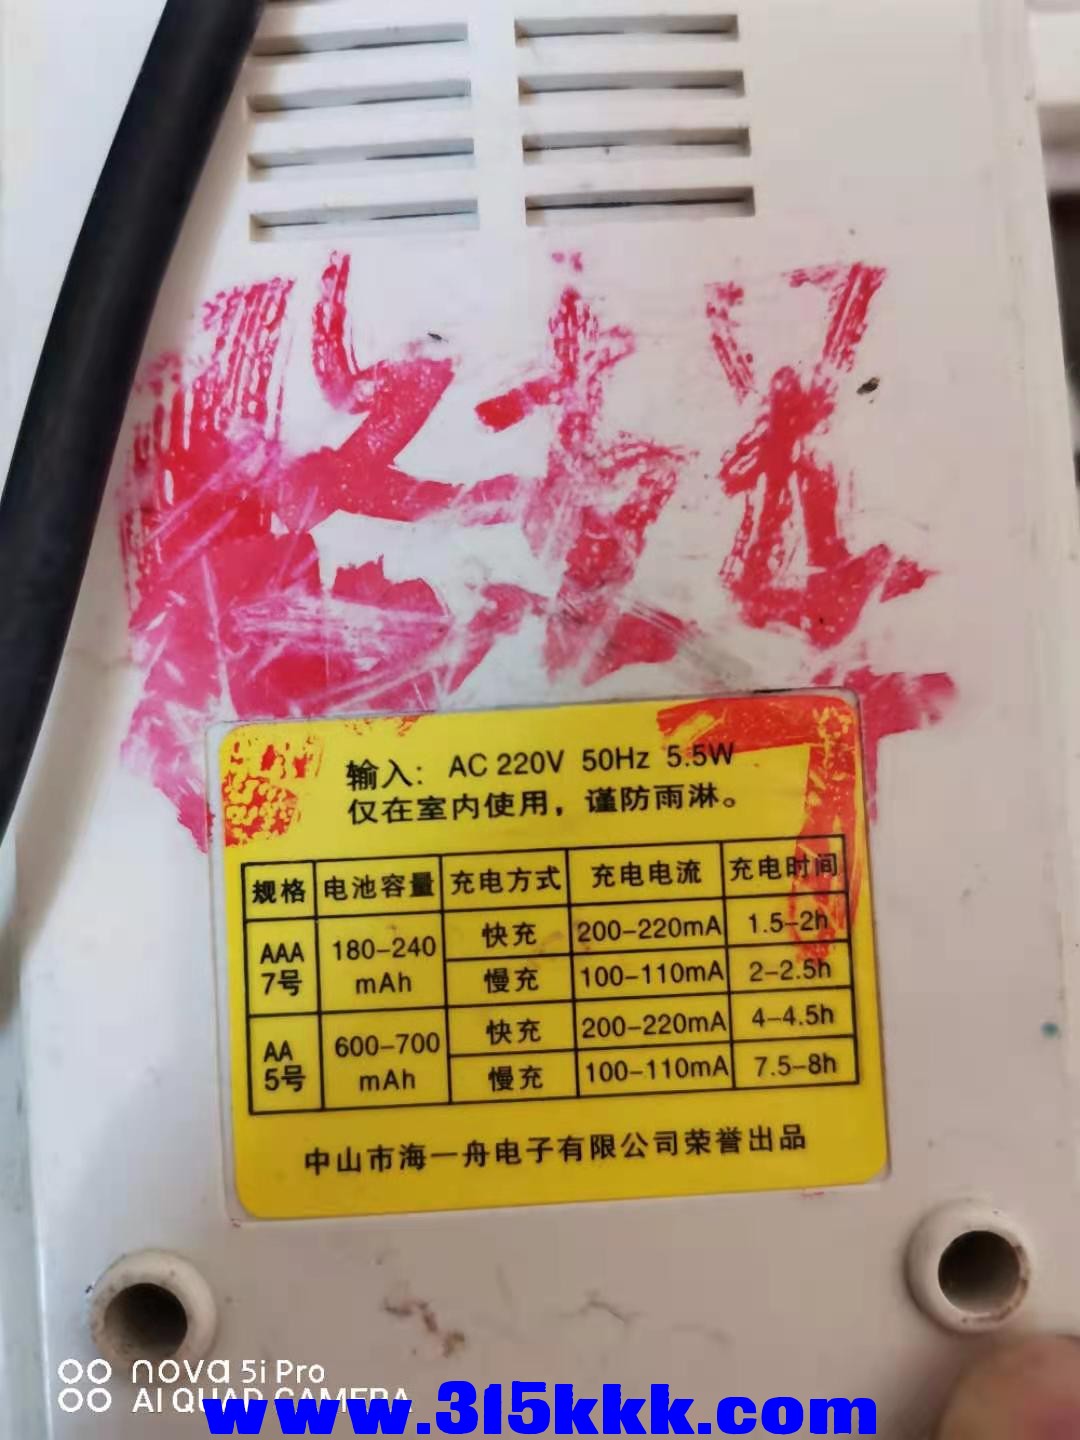 输入：AC 220V 50Hz 5.5W
仅在室内使用，谨防雨淋。
规格 电池容量 充电方式 充电电流 充电时间
AAA 7号 180-240 mAh 快充 200-220mA 1.5-2h
慢充 100-110mA 2-2.5h
AA 5号 600-700 mAh 快充 200-220mA 4-4.5h
慢充 100-110mA 7.5-8h
中山市海一舟电子有限公司荣誉出品
nova 5i Pro
AI QUAD CAMERA
www.315kkk.com